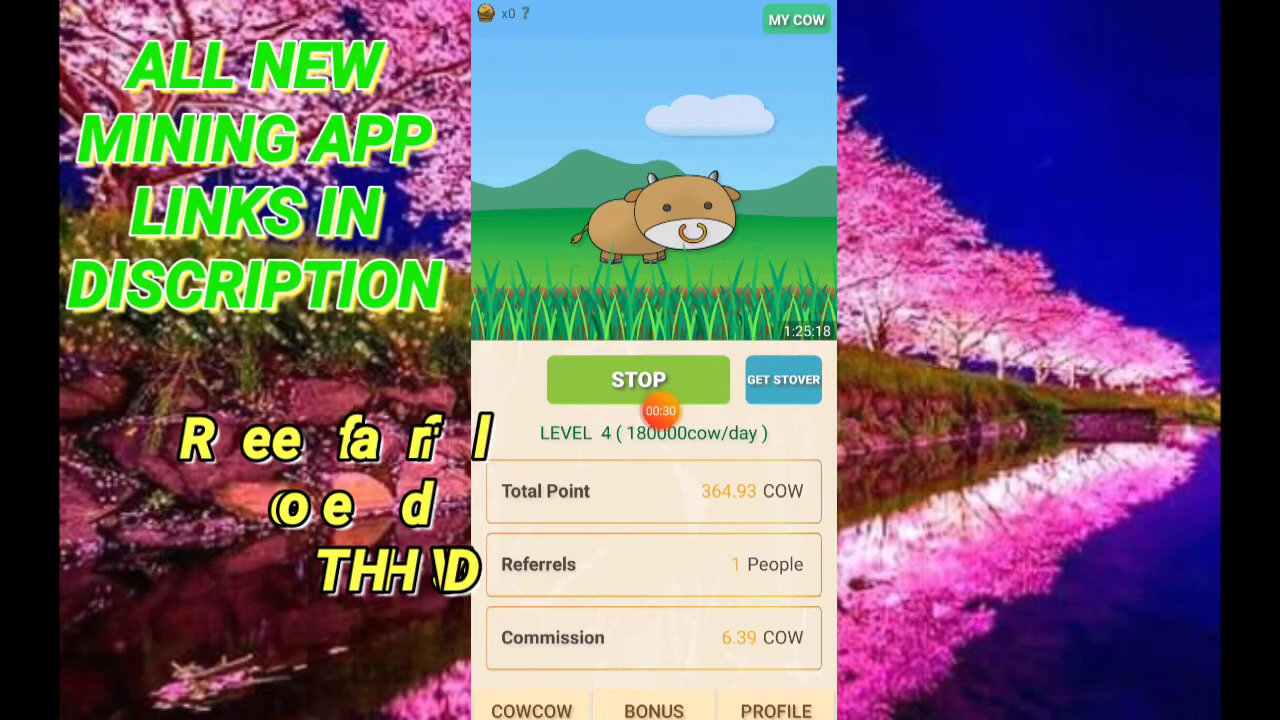 ALL NEW
MINING APP
LINKS IN
DISCRIPTION
x0 ?
MY COW
1:25:18
STOP
GET STOVER
00:30
LEVEL 4 ( 180000cow/day )
Total Point
364.93 COW
Referrels
1 People
Commission
6.39 COW
COWCOW
BONUS
PROFILE